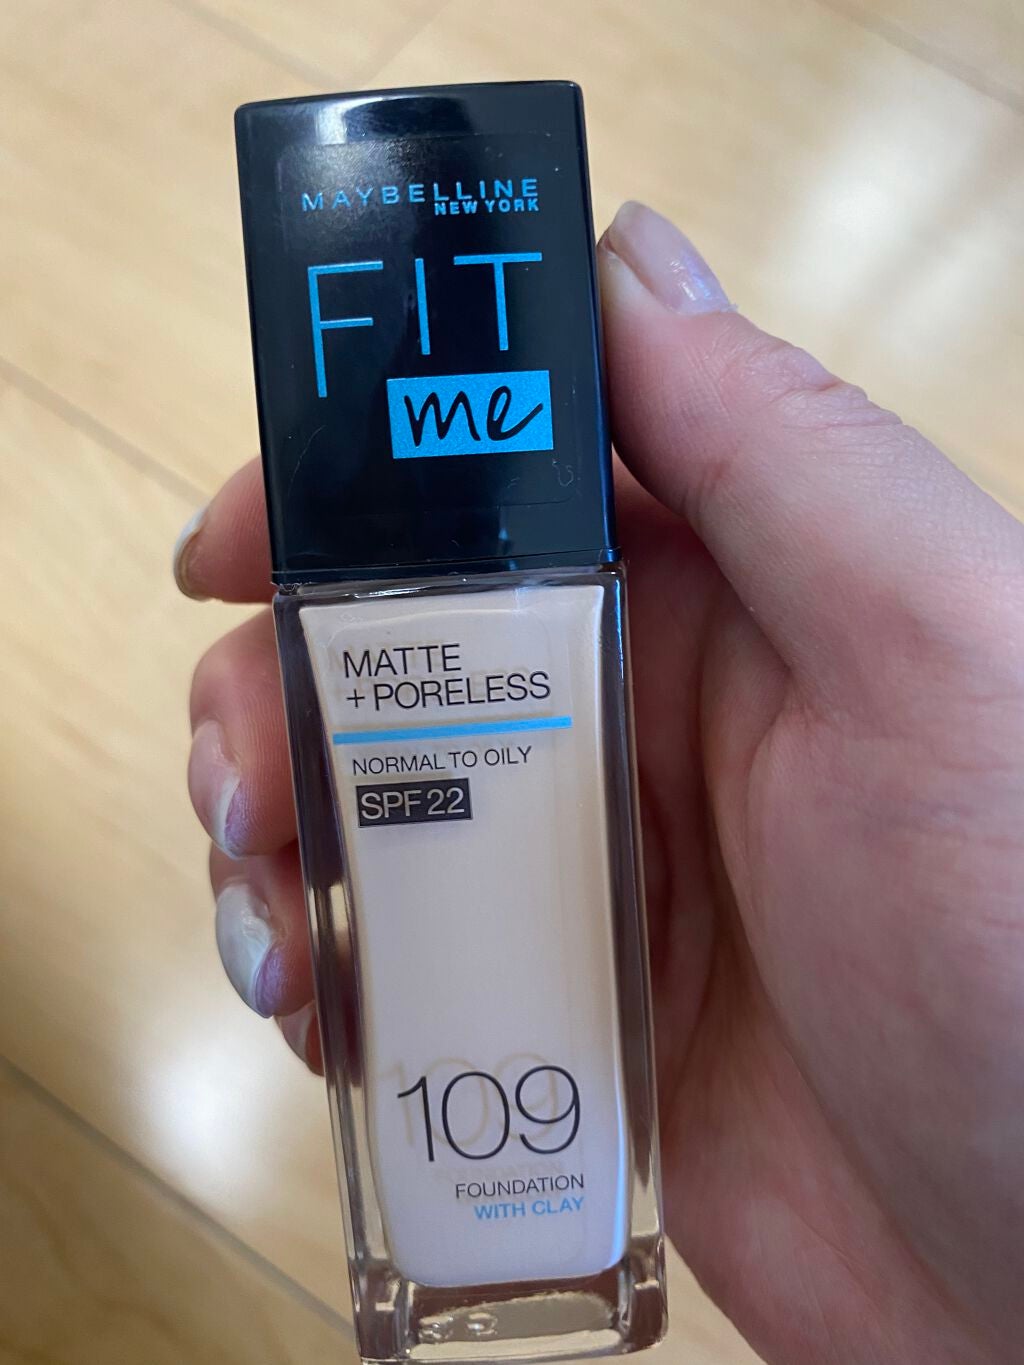 MAYBELLINE
NEW YORK
FIT
me
MATTE
+ PORELESS
NORMAL TO OILY
SPF 22
109
FOUNDATION
WITH CLAY